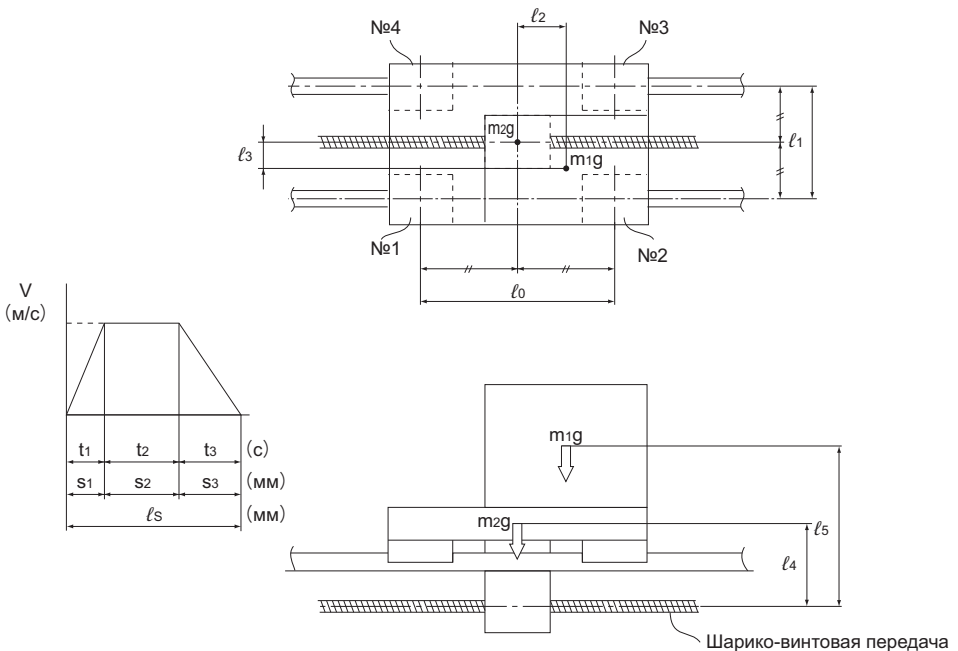 ℓ2
№4
№3
m2g
ℓ1
ℓ3
m1g
№1
№2
ℓ0
V
(м/с)
t1 t2 t3 (с)
s1 s2 s3 (мм)
ℓs (мм)
m1g
m2g
ℓ5
ℓ4
Шарико-винтовая передача